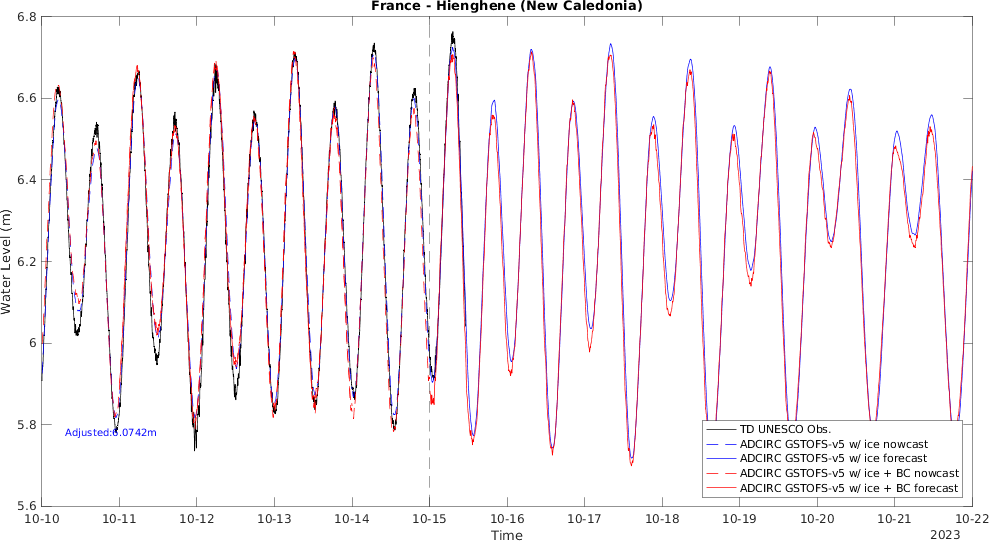 France - Hienghene (New Caledonia)
6.8
6.6
6.4
6.2
6
5.8
5.6
Water Level (m)
Adjusted:6.0742m
TD UNESCO Obs.
ADCIRC GSTOFS-v5 w/ ice nowcast
ADCIRC GSTOFS-v5 w/ ice forecast
ADCIRC GSTOFS-v5 w/ ice + BC nowcast
ADCIRC GSTOFS-v5 w/ ice + BC forecast
10-10 10-11 10-12 10-13 10-14 10-15 10-16 10-17 10-18 10-19 10-20 10-21 10-22
Time
2023